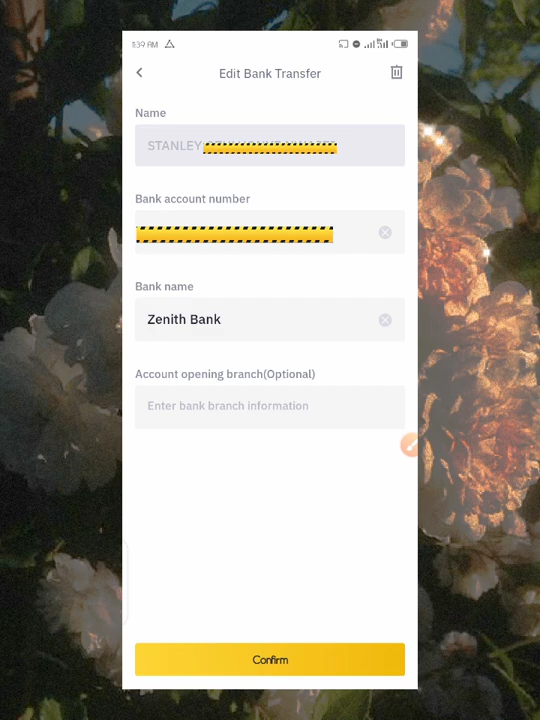 1:39 AM
Edit Bank Transfer
Name
STANLEY
Bank account number
Bank name
Zenith Bank
Account opening branch(Optional)
Enter bank branch information
Confirm